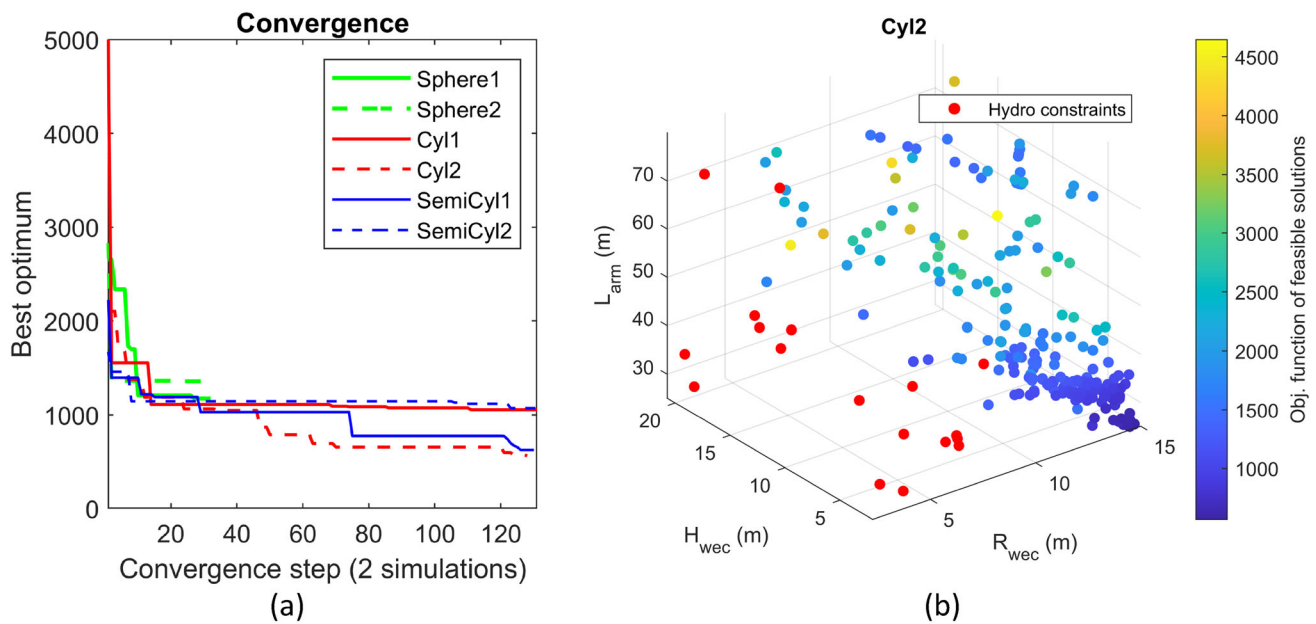 Convergence
5000
4000
3000
2000
1000
0
Best optimum
20
40
60
80
100
120
Convergence step (2 simulations)
Sphere1
Sphere2
Cyl1
Cyl2
SemiCyl1
SemiCyl2
(a)
Cyl2
Hydro constraints
70
60
50
40
30
L_arm (m)
20
15
10
5
H_wec (m)
5
10
15
R_wec (m)
4500
4000
3500
3000
2500
2000
1500
1000
Obj. function of feasible solutions
(b)